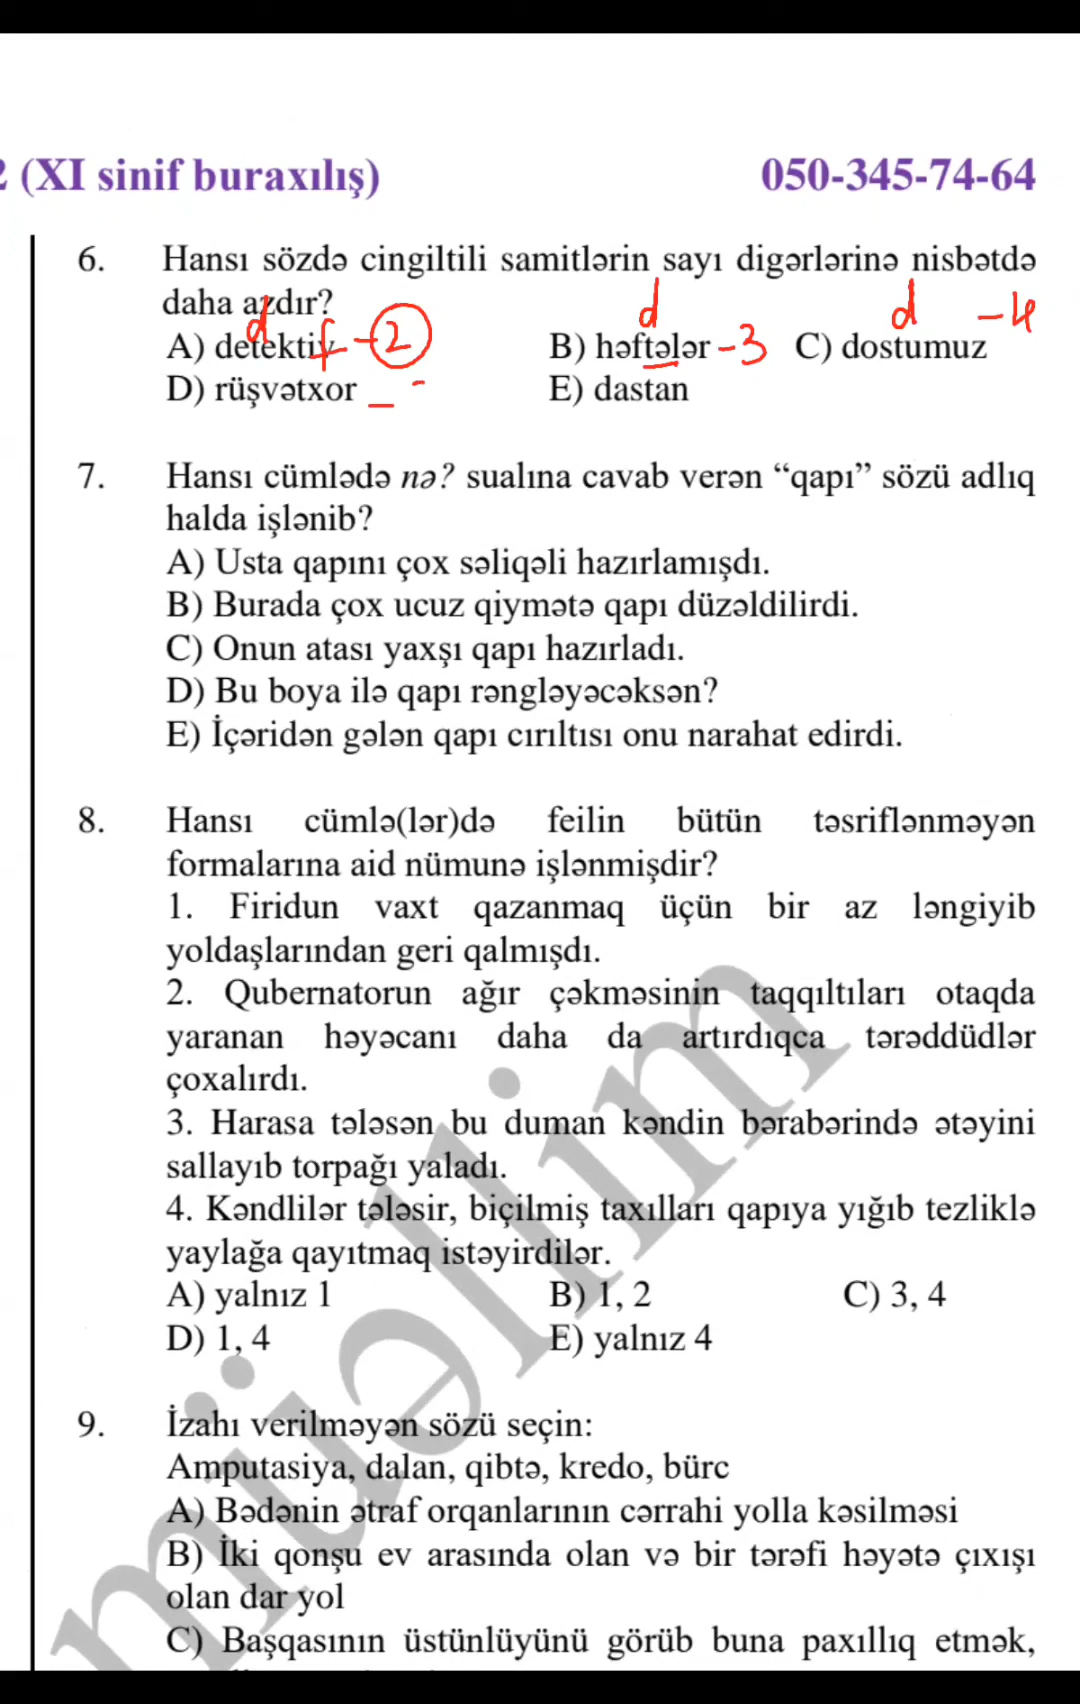 2 (XI sinif buraxılış) 050-345-74-64
6. Hansı sözdə cingiltili samitlərin sayı digərlərinə nisbətdə
daha azdır?
d d d - 4
A) detektiv f - 2 B) həftələr - 3 C) dostumuz
D) rüşvətxor E) dastan
7. Hansı cümlədə nə? sualına cavab verən “qapı” sözü adlıq
halda işlənib?
A) Usta qapını çox səliqəli hazırlamışdı.
B) Burada çox ucuz qiymətə qapı düzəldilirdi.
C) Onun atası yaxşı qapı hazırladı.
D) Bu boya ilə qapı rəngləyəcəksən?
E) İçəridən gələn qapı cırıltısı onu narahat edirdi.
8. Hansı cümlə(lər)də feilin bütün təsriflənməyən
formalarına aid nümunə işlənmişdir?
1. Firidun vaxt qazanmaq üçün bir az ləngiyib
yoldaşlarından geri qalmışdı.
2. Qubernatorun ağır çəkməsinin taqqıltıları otaqda
yaranan həyəcanı daha da artırdıqca tərəddüdlər
çoxalırdı.
3. Harasa tələsən bu duman kəndin bərabərində ətəyini
sallayıb torpağı yaladı.
4. Kəndlilər tələsir, biçilmiş taxılları qapıya yığıb tezliklə
yaylağa qayıtmaq istəyirdilər.
A) yalnız 1 B) 1, 2 C) 3, 4
D) 1, 4 E) yalnız 4
9. İzahı verilməyən sözü seçin:
Amputasiya, dalan, qibtə, kredo, bürc
A) Bədənin ətraf orqanlarının cərrahi yolla kəsilməsi
B) İki qonşu ev arasında olan və bir tərəfi həyətə çıxışı
olan dar yol
C) Başqasının üstünlüyünü görüb buna paxıllıq etmək,
müəllim